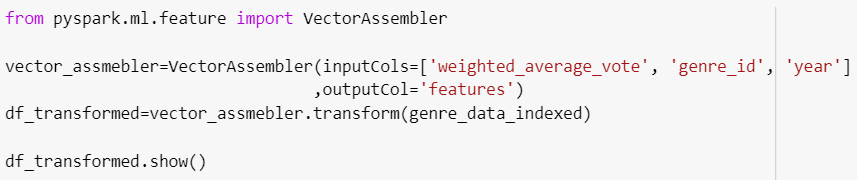 from pyspark.ml.feature import VectorAssembler
vector_assmebler=VectorAssembler(inputCols=['weighted_average_vote', 'genre_id', 'year']
,outputCol='features')
df_transformed=vector_assmebler.transform(genre_data_indexed)
df_transformed.show()